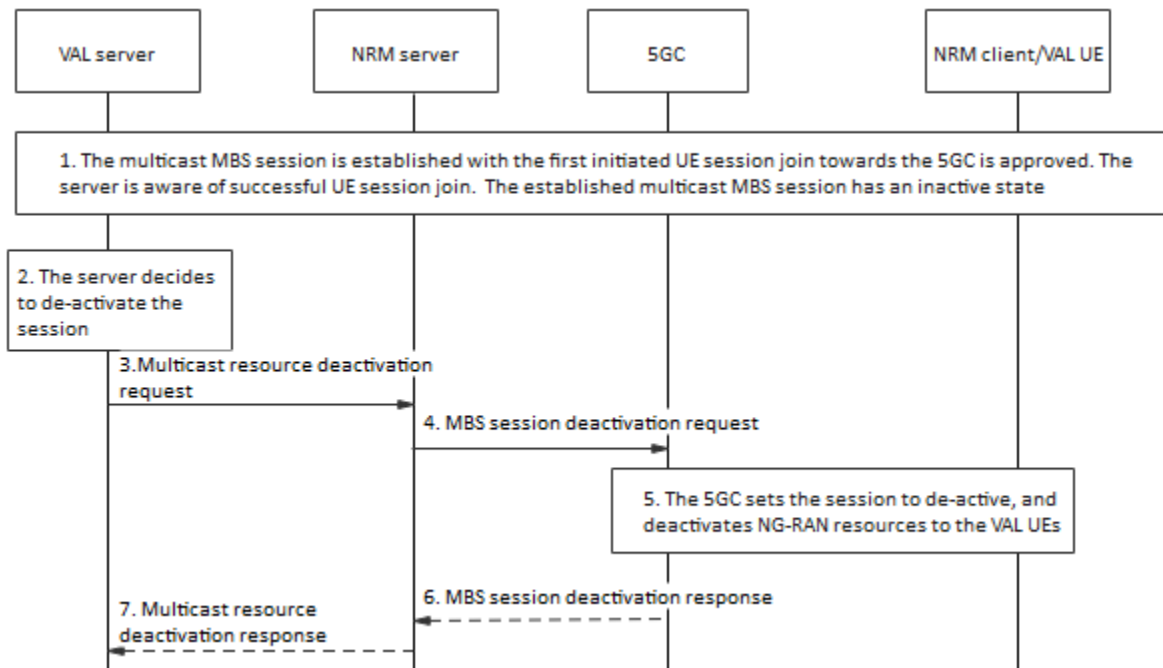 VAL server
NRM server
5GC
NRM client/VAL UE
1. The multicast MBS session is established with the first initiated UE session join towards the 5GC is approved. The
server is aware of successful UE session join.  The established multicast MBS session has an inactive state
2. The server decides
to de-activate the
session
3.Multicast resource deactivation
request
4. MBS session deactivation request
5. The 5GC sets the session to de-active, and
deactivates NG-RAN resources to the VAL UEs
6. MBS session deactivation response
7. Multicast resource
deactivation response